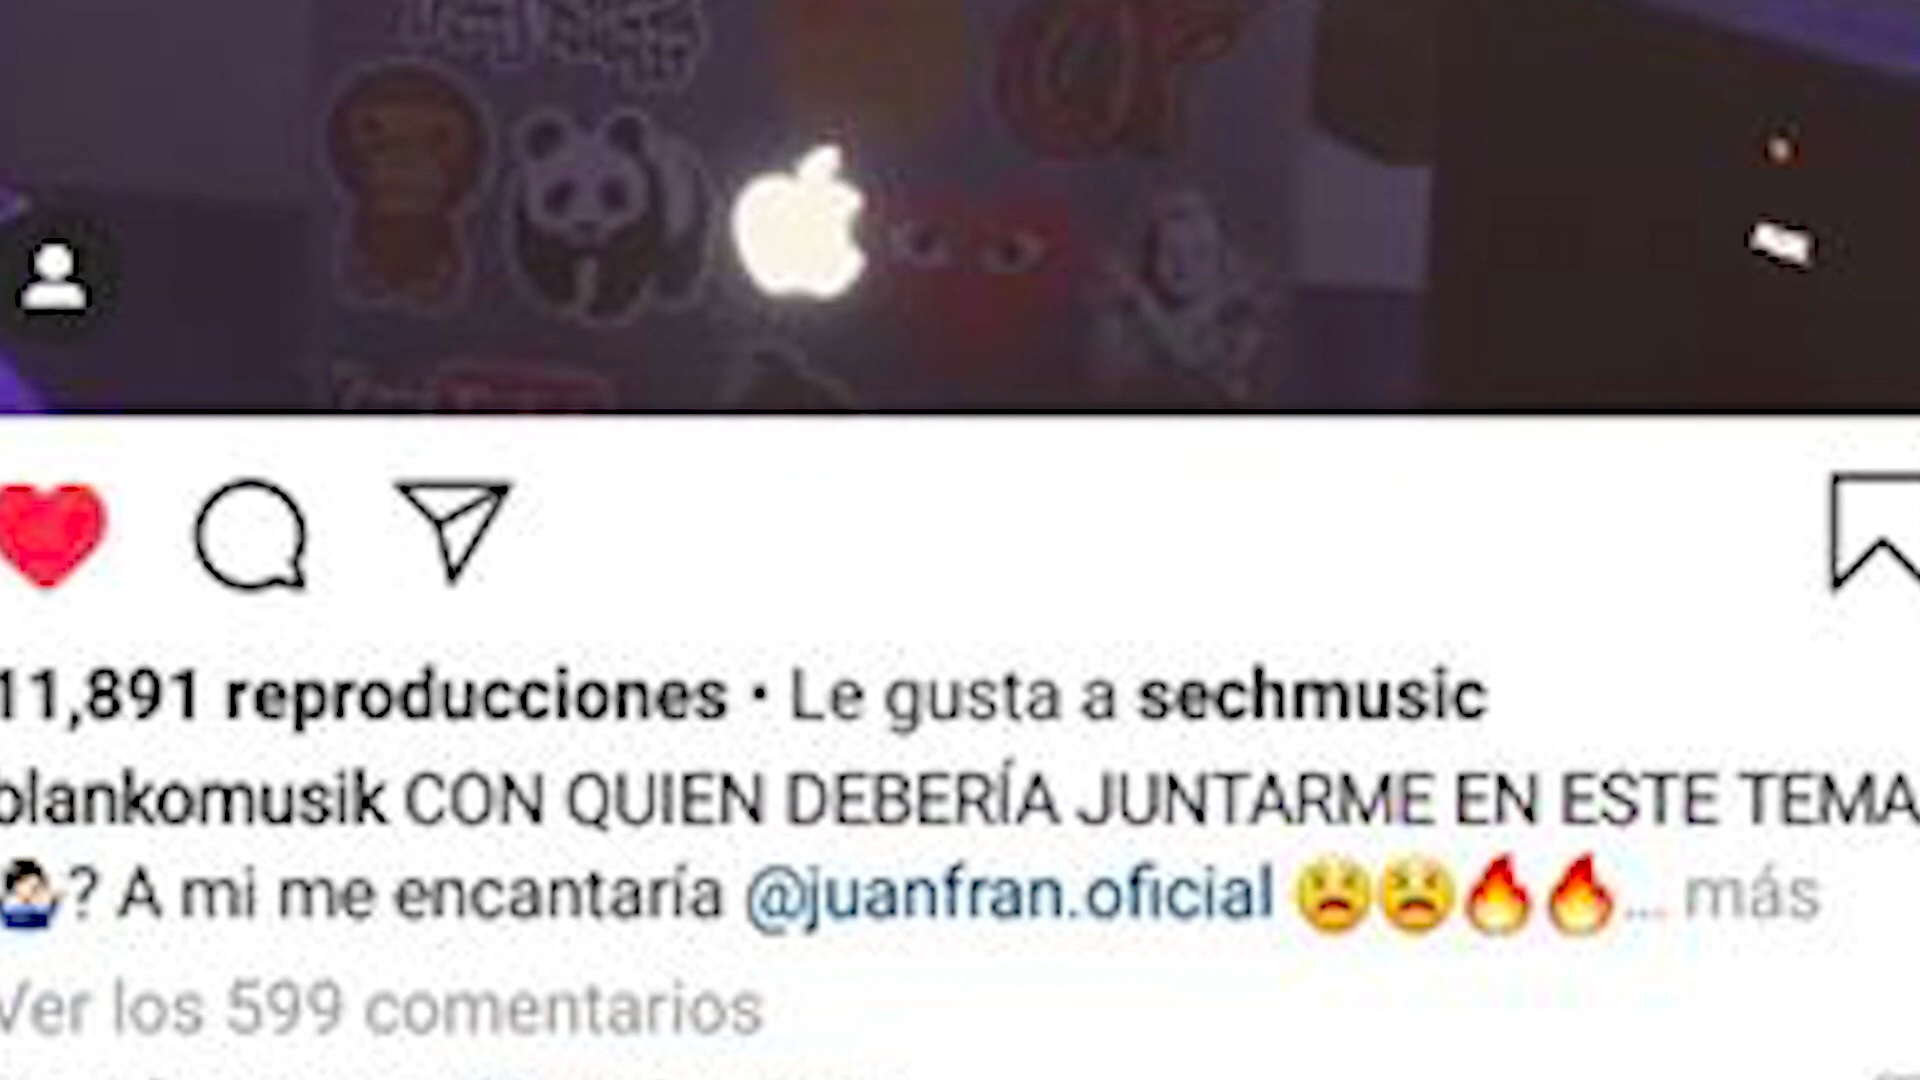 11,891 reproducciones • Le gusta a sechmusic
blankomusik CON QUIEN DEBERÍA JUNTARME EN ESTE TEMA
🤷🏻‍♂️? A mi me encantaría @juanfran.oficial 😫😫🔥🔥... más
Ver los 599 comentarios